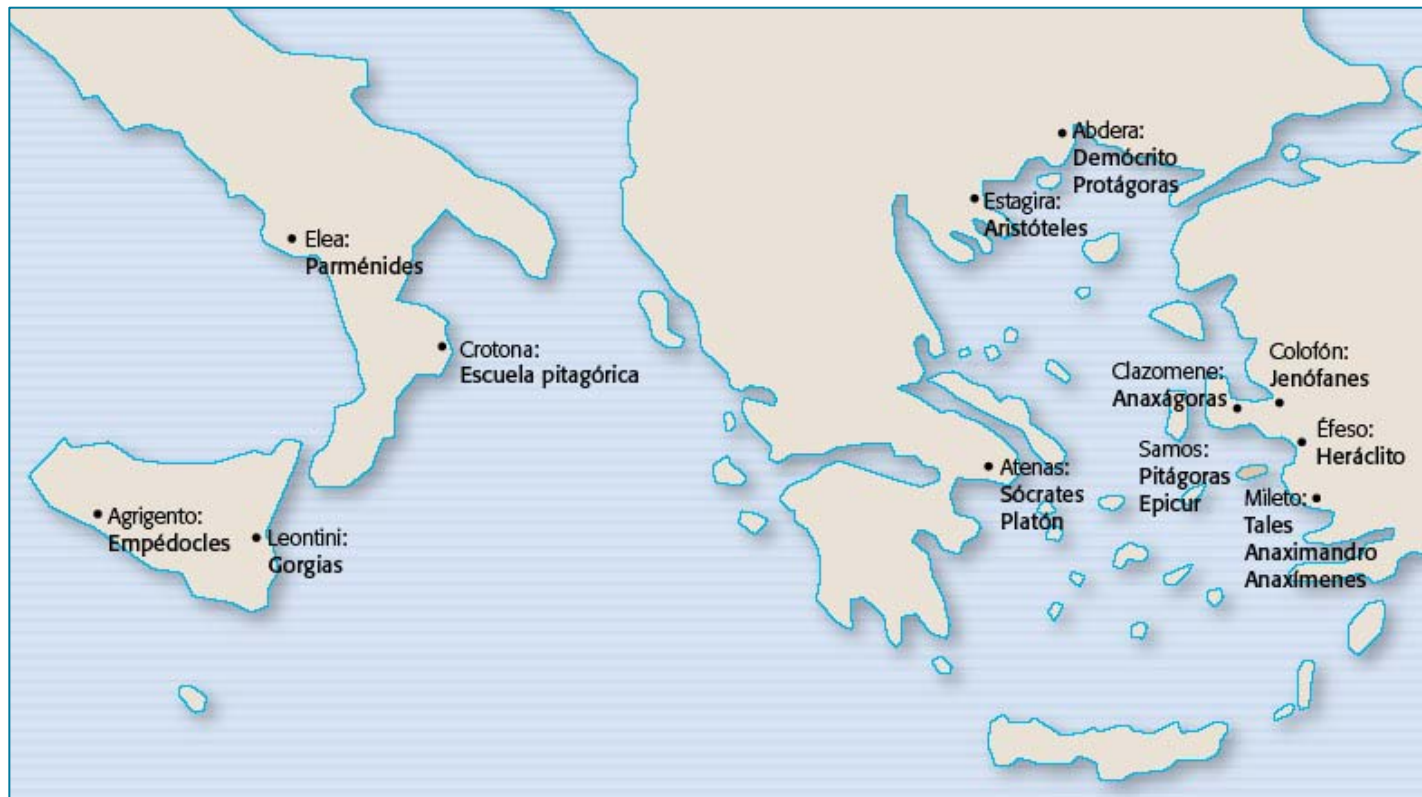 Abdera:
Demócrito
Protágoras
Estagira:
Aristóteles
Elea:
Parménides
Crotona:
Escuela pitagórica
Colofón:
Jenófanes
Clazomene:
Anaxágoras
Éfeso:
Heráclito
Samos:
Pitágoras
Epicur
Atenas:
Sócrates
Platón
Mileto:
Tales
Anaximandro
Anaxímenes
Agrigento:
Empédocles
Leontini:
Gorgias